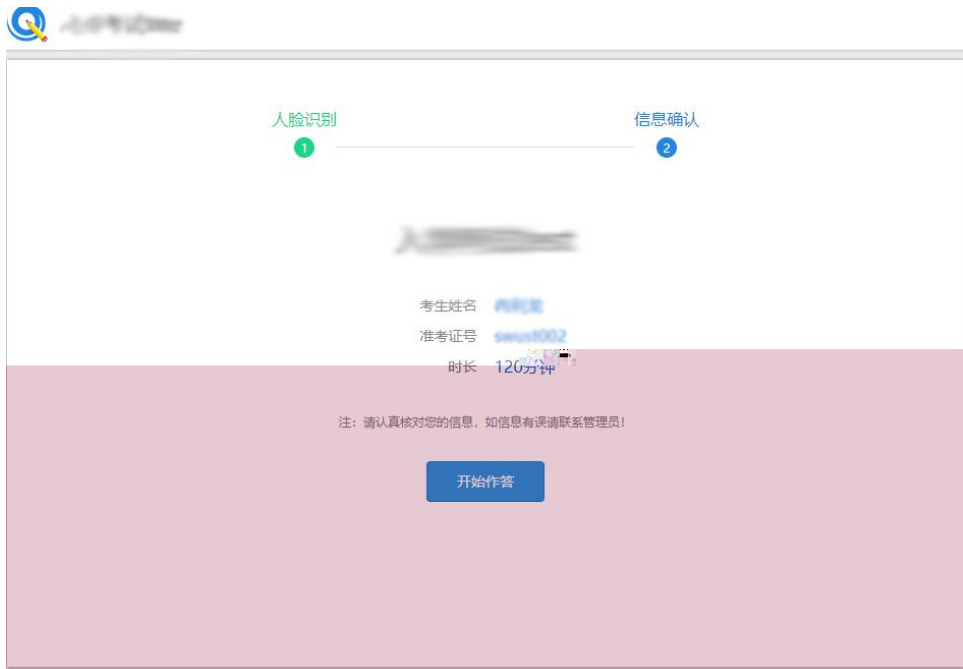 人脸识别
信息确认
1
2
考生姓名
准考证号 swust002
时长 120分钟
注：请认真核对您的信息，如信息有误请联系管理员！
开始作答